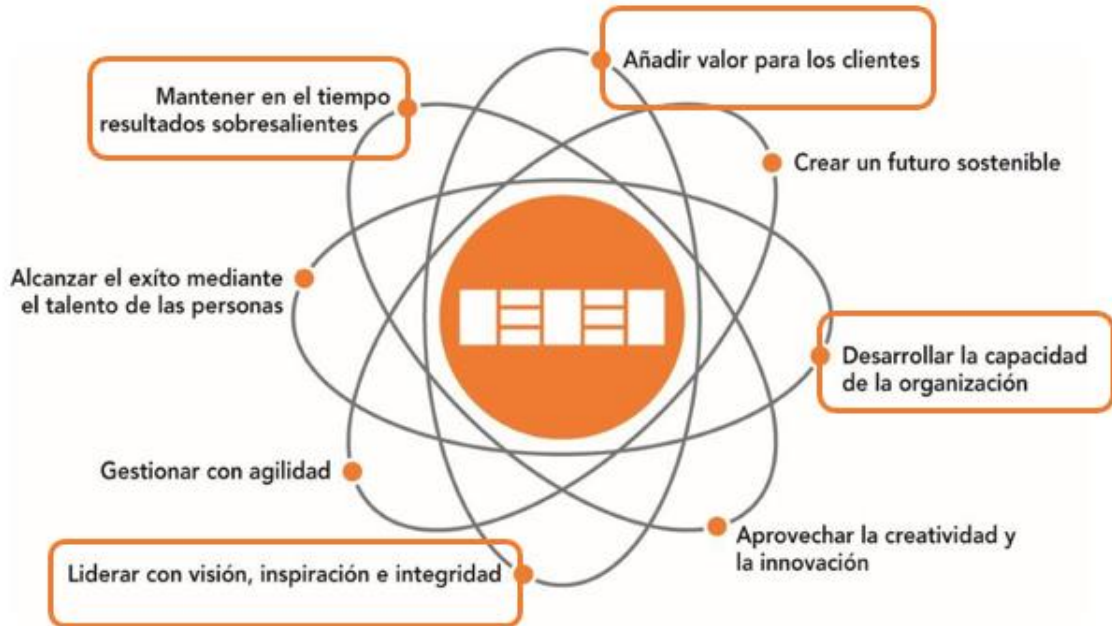 Añadir valor para los clientes
Mantener en el tiempo
resultados sobresalientes
Crear un futuro sostenible
Alcanzar el exíto mediante
el talento de las personas
Desarrollar la capacidad
de la organización
Gestionar con agilidad
Aprovechar la creatividad y
la innovación
Liderar con visión, inspiración e integridad